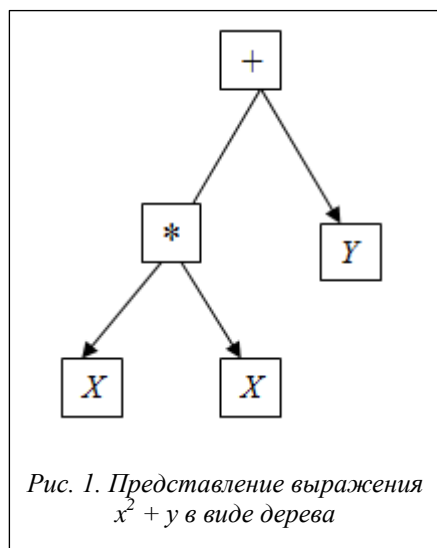 +
*
Y
X X
Рис. 1. Представление выражения
x² + y в виде дерева